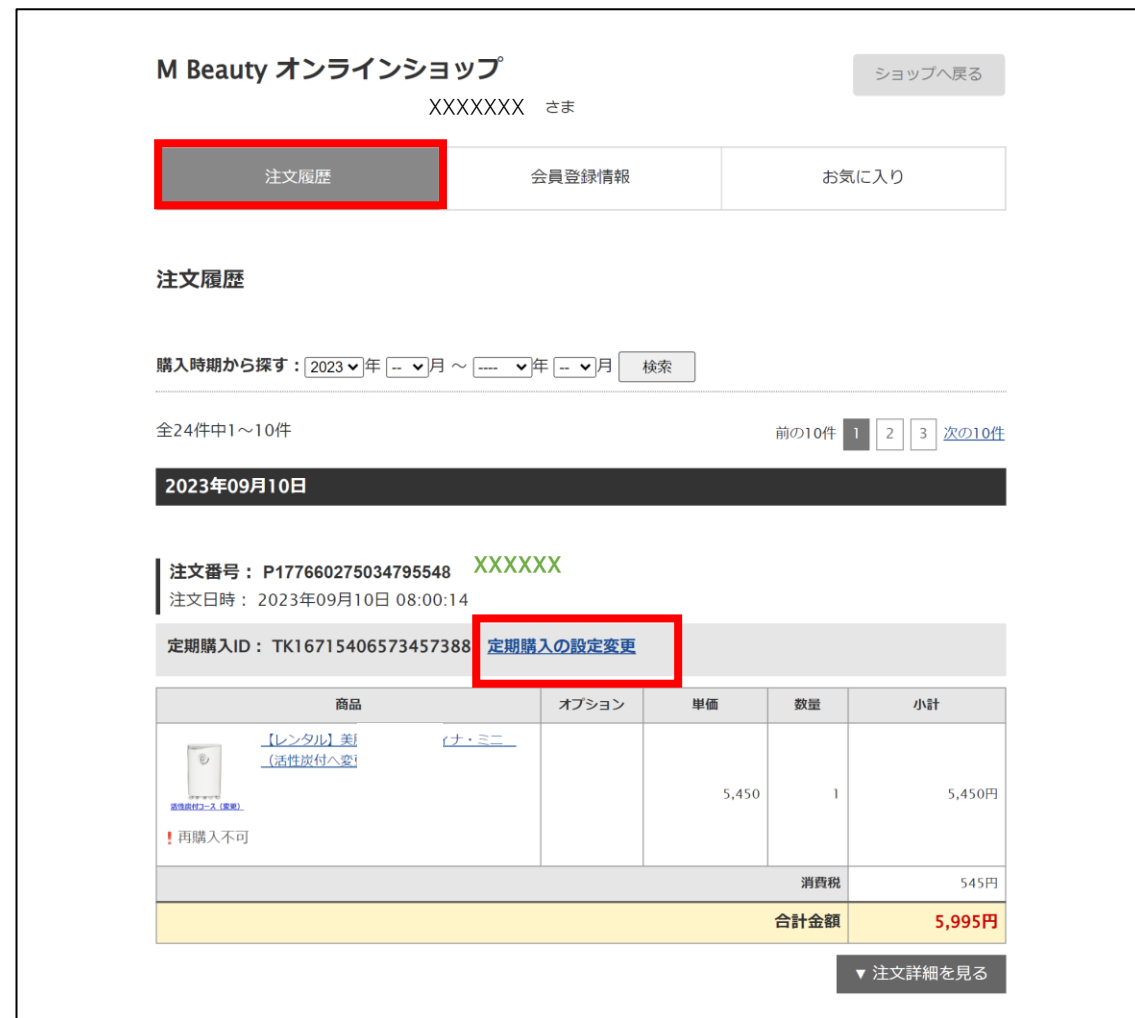 M Beauty オンラインショップ
ショップへ戻る
XXXXXXX さま
注文履歴 会員登録情報 お気に入り
注文履歴
購入時期から探す：2023 年 -- 月 ～ ---- 年 -- 月 検索
全24件中1～10件
前の10件 1 2 3 次の10件
2023年09月10日
注文番号： P177660275034795548 XXXXXX
注文日時： 2023年09月10日 08:00:14
定期購入ID： TK16715406573457388 定期購入の設定変更
商品 オプション 単価 数量 小計
【レンタル】美 ィナ・ミニ
（活性炭付へ変
活性炭付コース（変更）
5,450 1 5,450円
！再購入不可
消費税 545円
合計金額 5,995円
▼ 注文詳細を見る